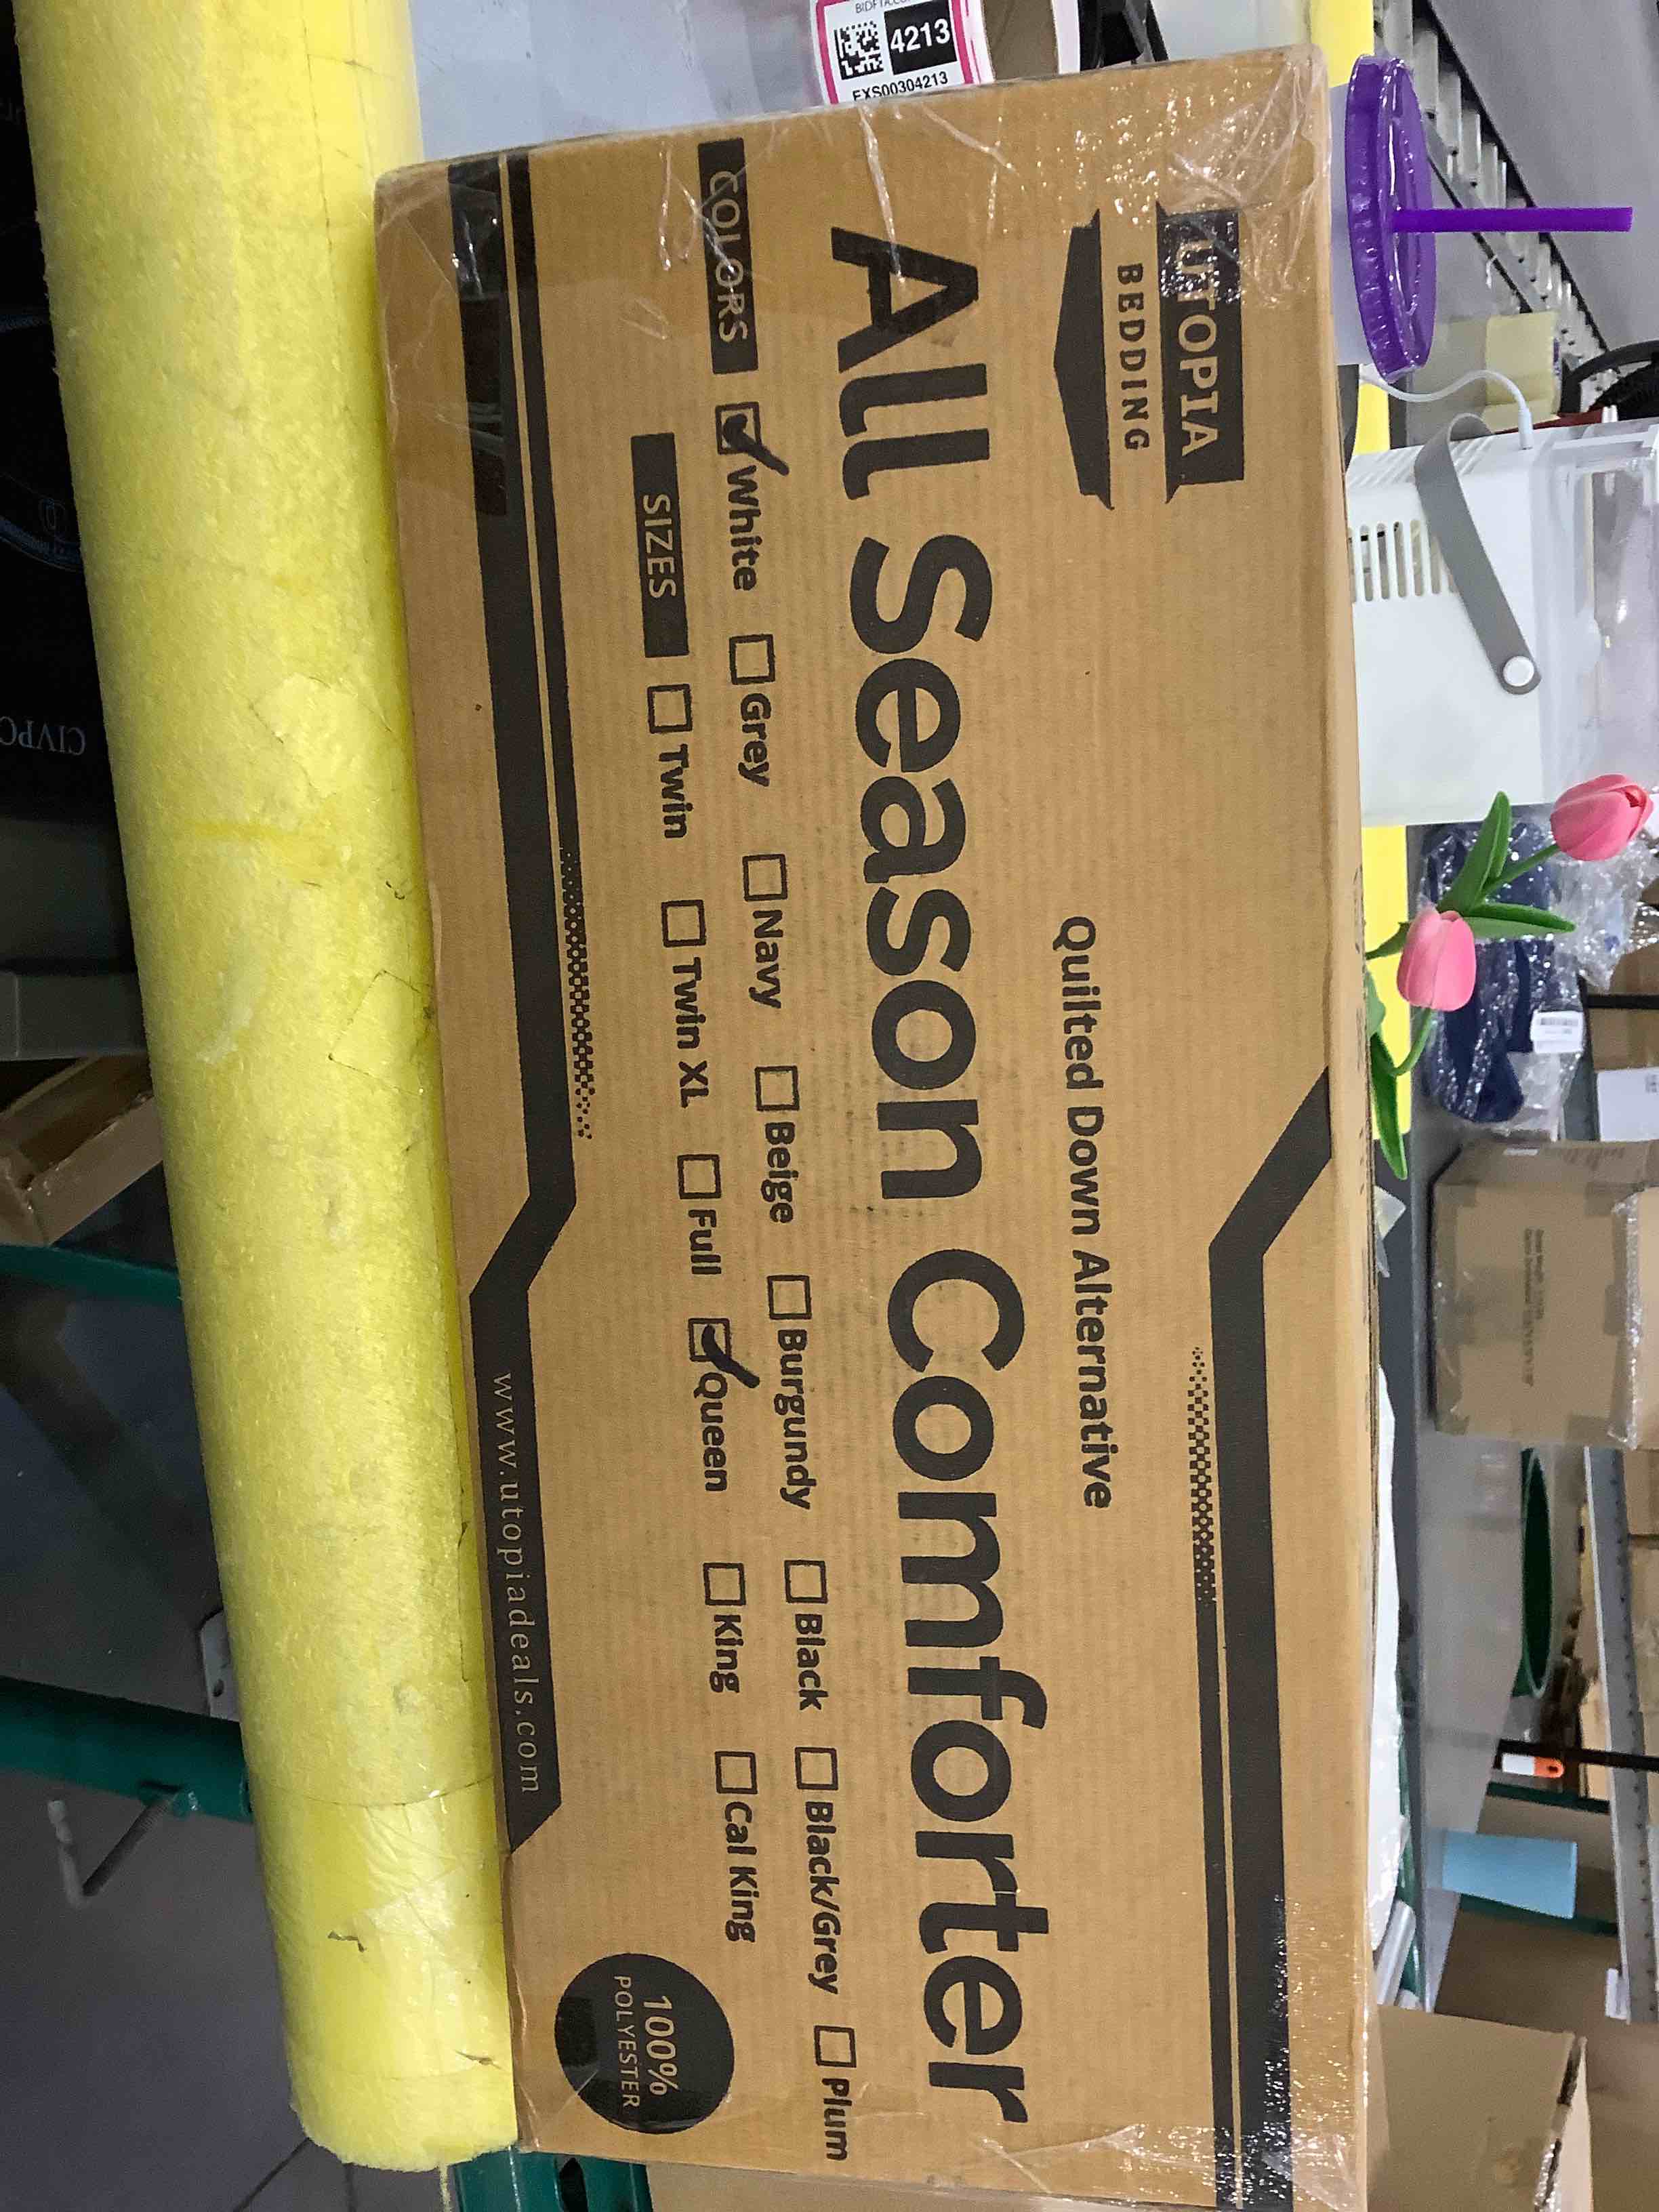 UTOPIA
BEDDING
Quilted Down Alternative
All Season Comforter
COLORS White Grey Navy Beige Burgundy Black Black/Grey Plum
SIZES Twin Twin XL Full Queen King Cal King
100%
POLYESTER
www.utopiadeals.com
4213
EXS00304213
CIVPO